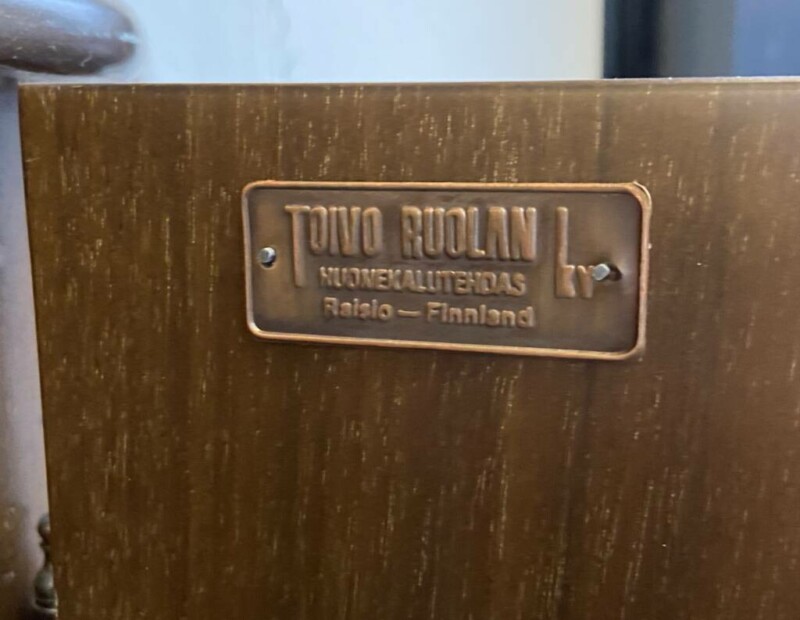 TOIVO RUOLAN Ky
HUONEKALUTEHDAS
Raisio — Finnland